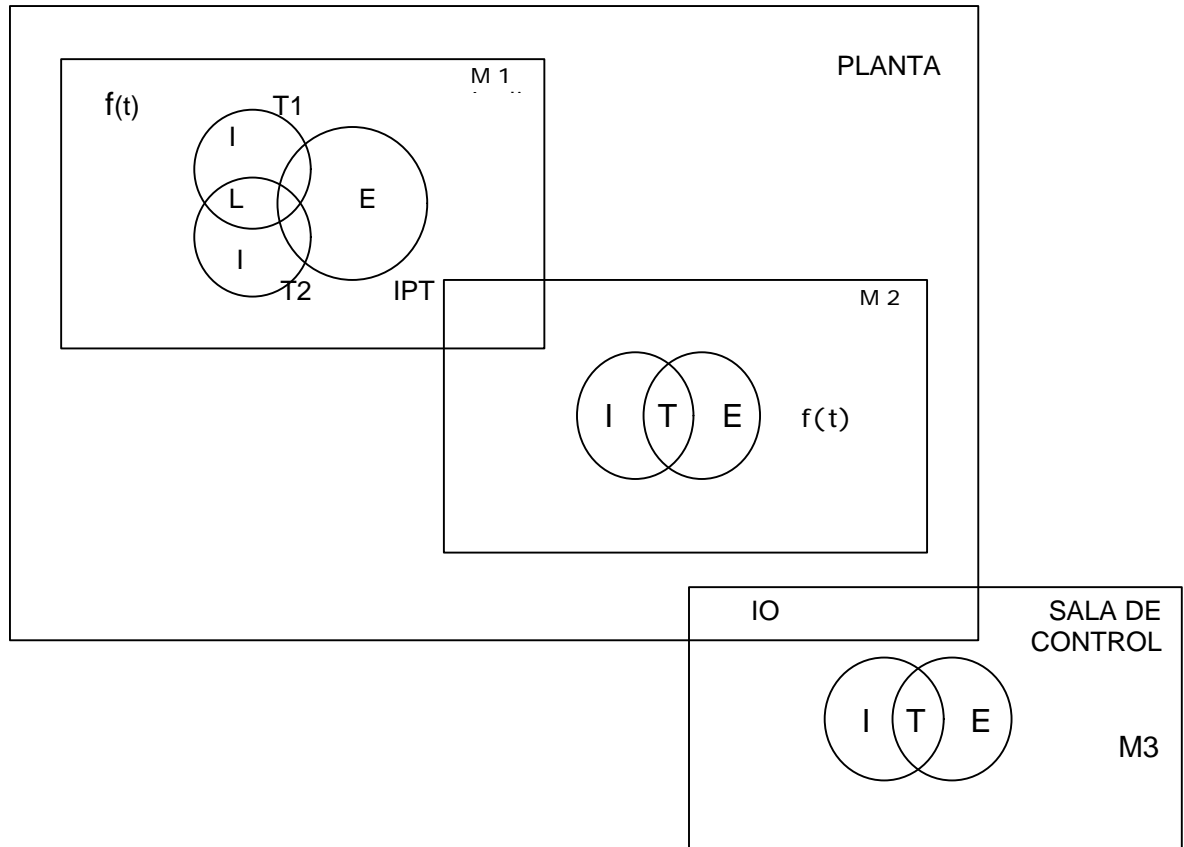 PLANTA
M 1
f(t)
T1
I
L
E
I
T2
IPT
M 2
I T E
f(t)
IO
SALA DE
CONTROL
I T E
M3